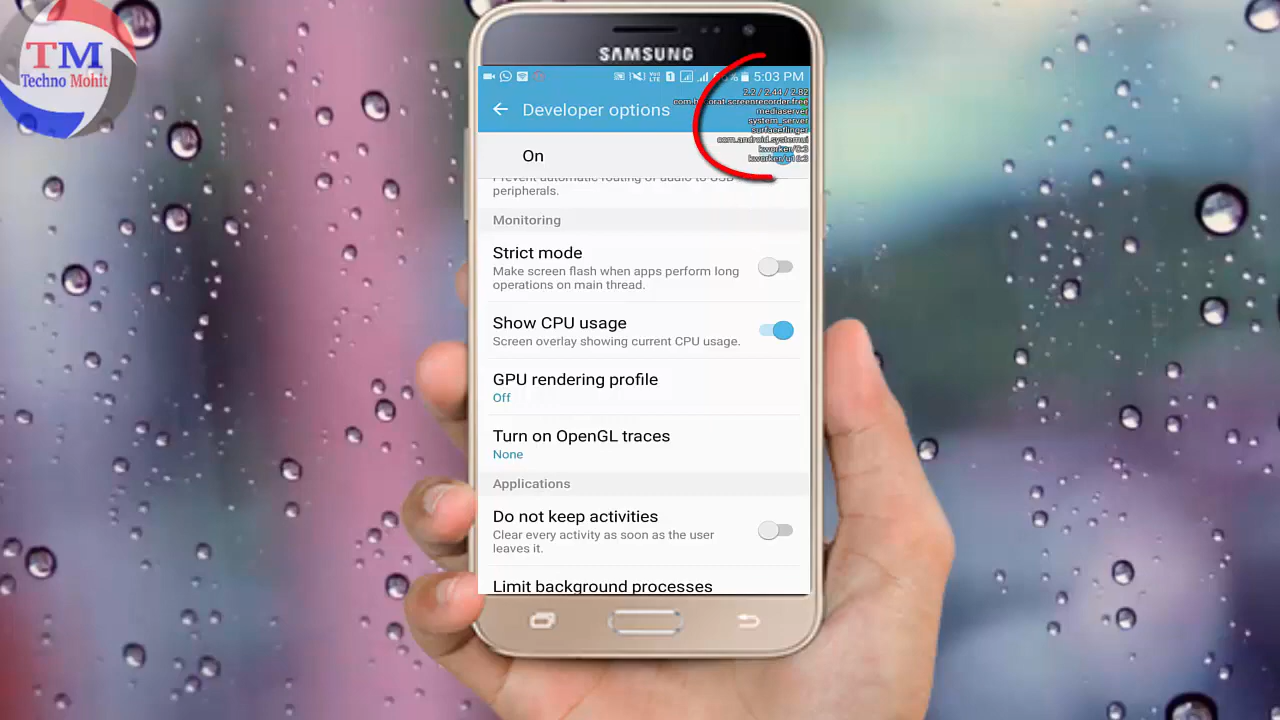 TM
Techno Mohit
SAMSUNG
5:03 PM
2.2 / 2.44 / 2.82
mediaserver
system_server
surfaceflinger
com.android.systemui
Developer options
On
peripherals.
Monitoring
Strict mode
Make screen flash when apps perform long
operations on main thread.
Show CPU usage
Screen overlay showing current CPU usage.
GPU rendering profile
Off
Turn on OpenGL traces
None
Applications
Do not keep activities
Clear every activity as soon as the user
leaves it.
Limit background processes